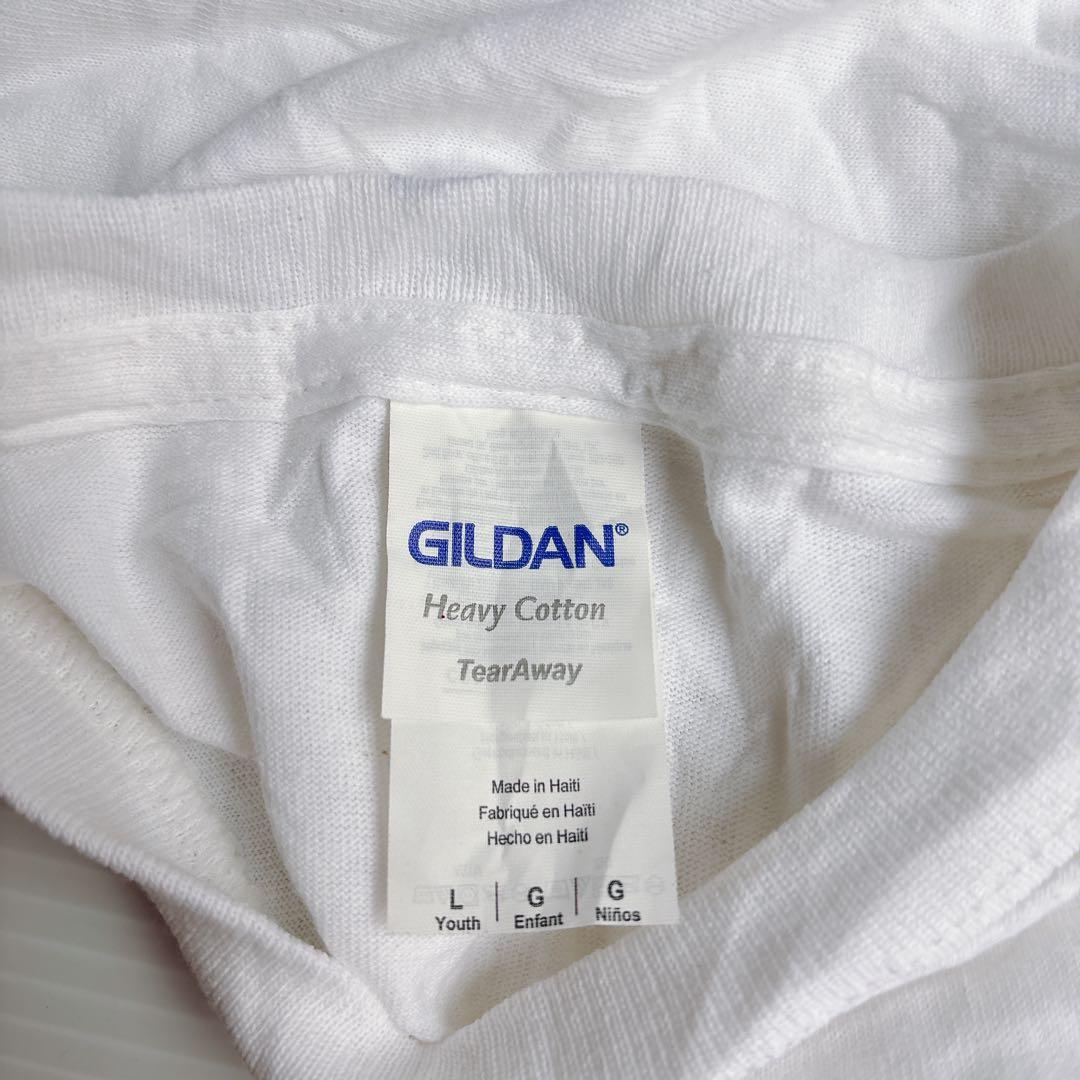 GILDAN®
Heavy Cotton
TearAway
Made in Haiti
Fabriqué en Haïti
Hecho en Haití
L | G | G
Youth | Enfant | Niños